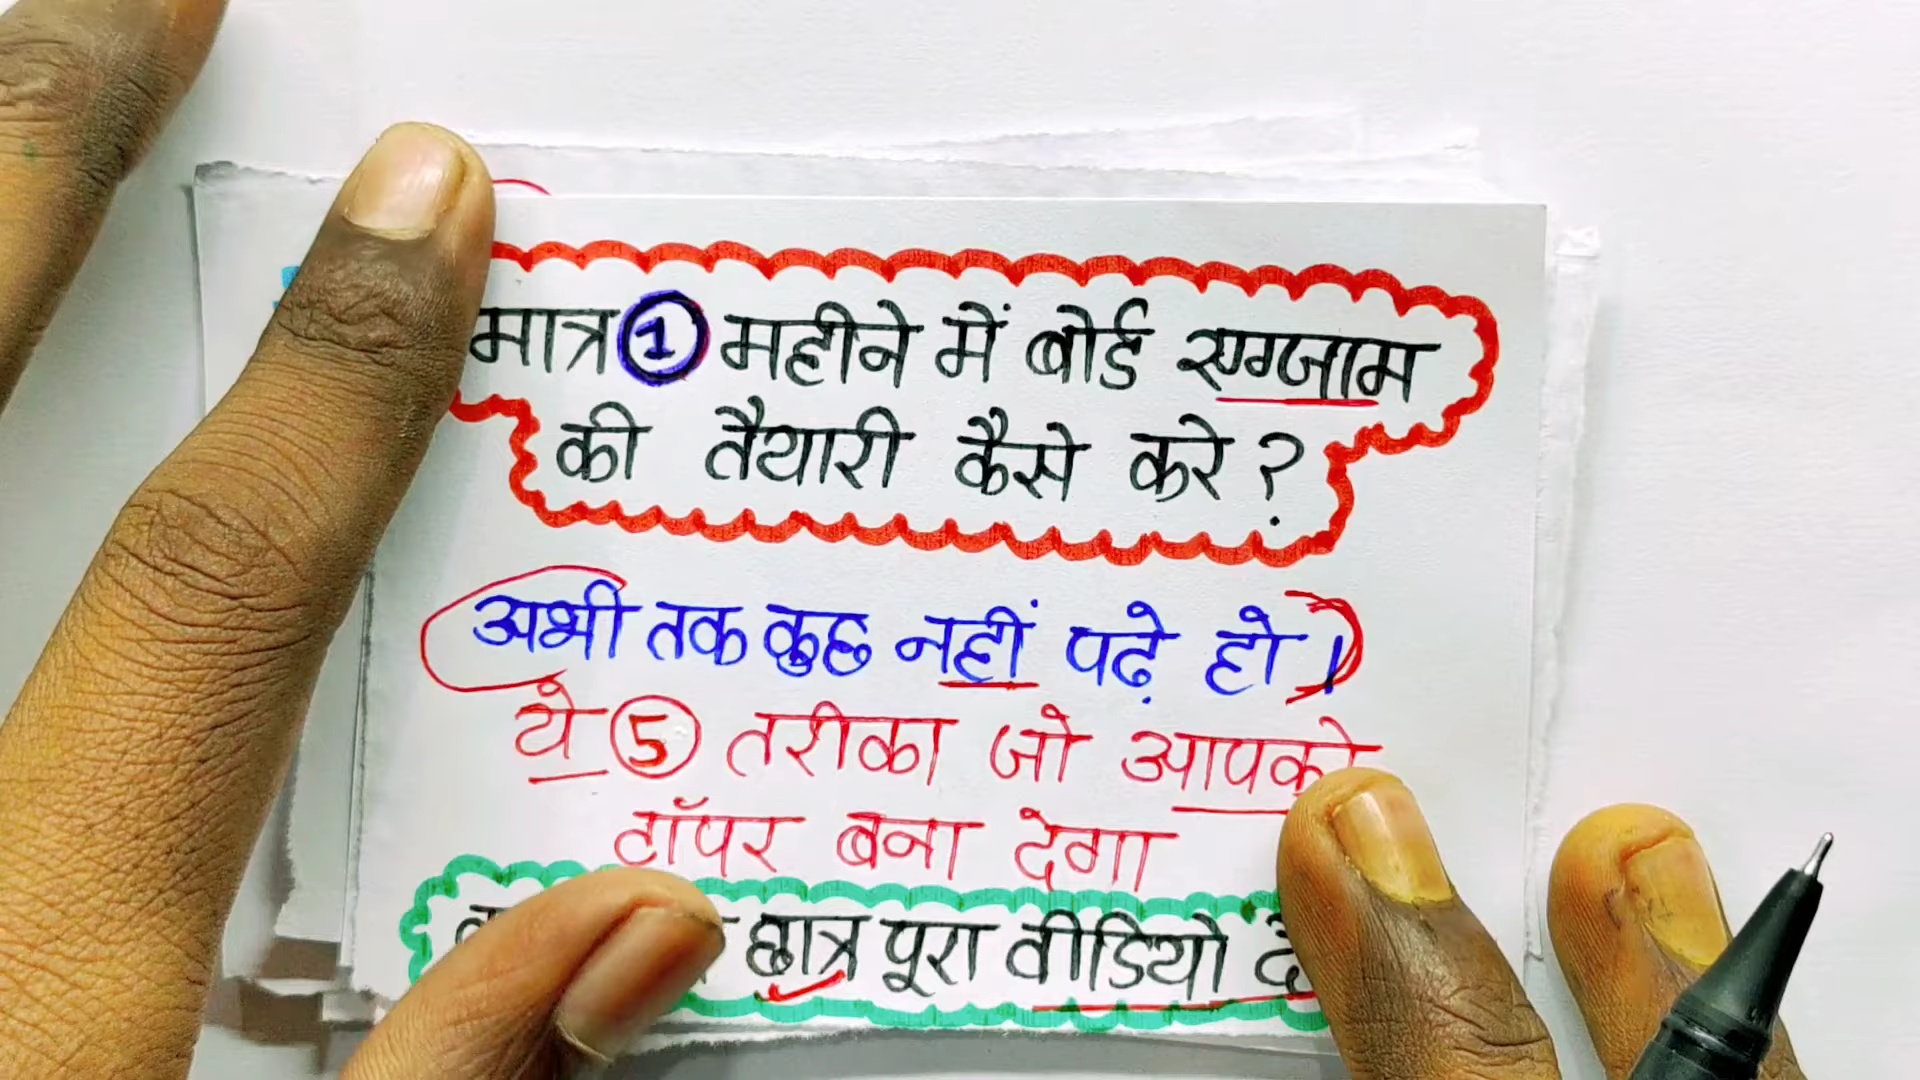 मात्र 1 महीने में बोर्ड एग्जाम
की तैयारी कैसे करे ?
अभी तक कुछ नहीं पढ़े हो ।
ये 5 तरीका जो आपको
टॉपर बना देगा
छात्र पूरा वीडियो